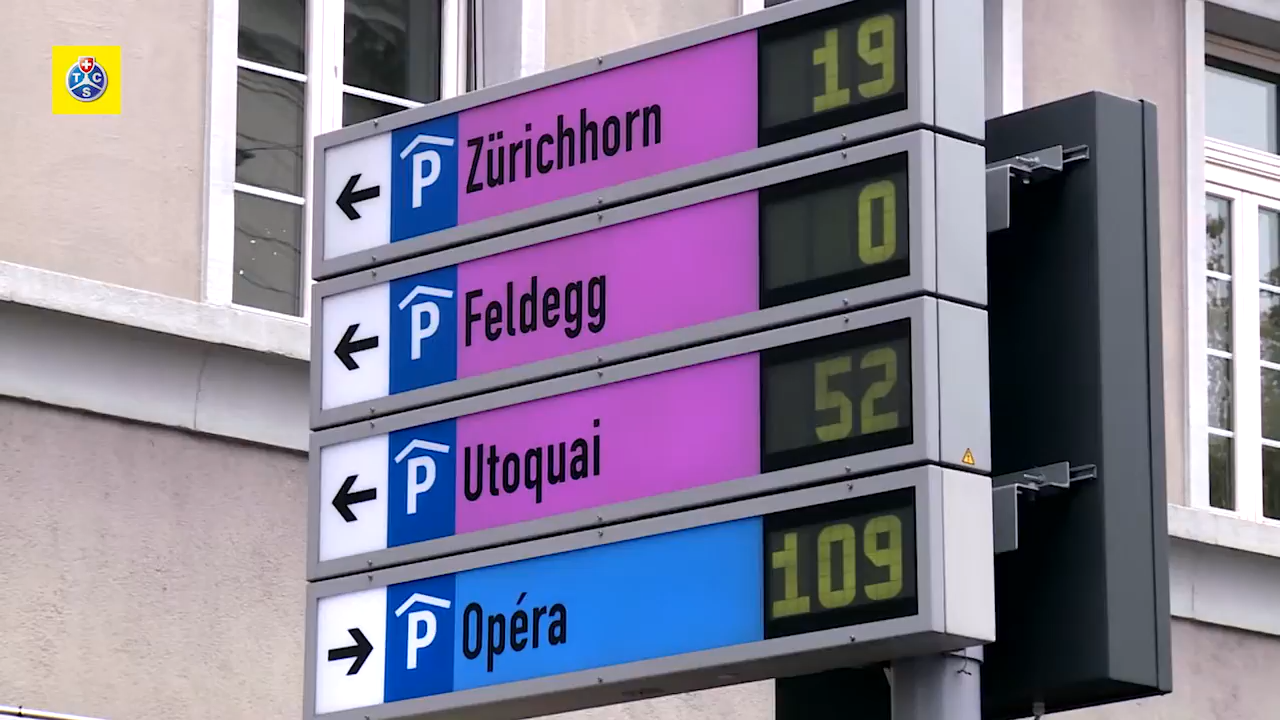 TCS
← P Zürichhorn 19
← P Feldegg 0
← P Utoquai 52
→ P Opéra 109